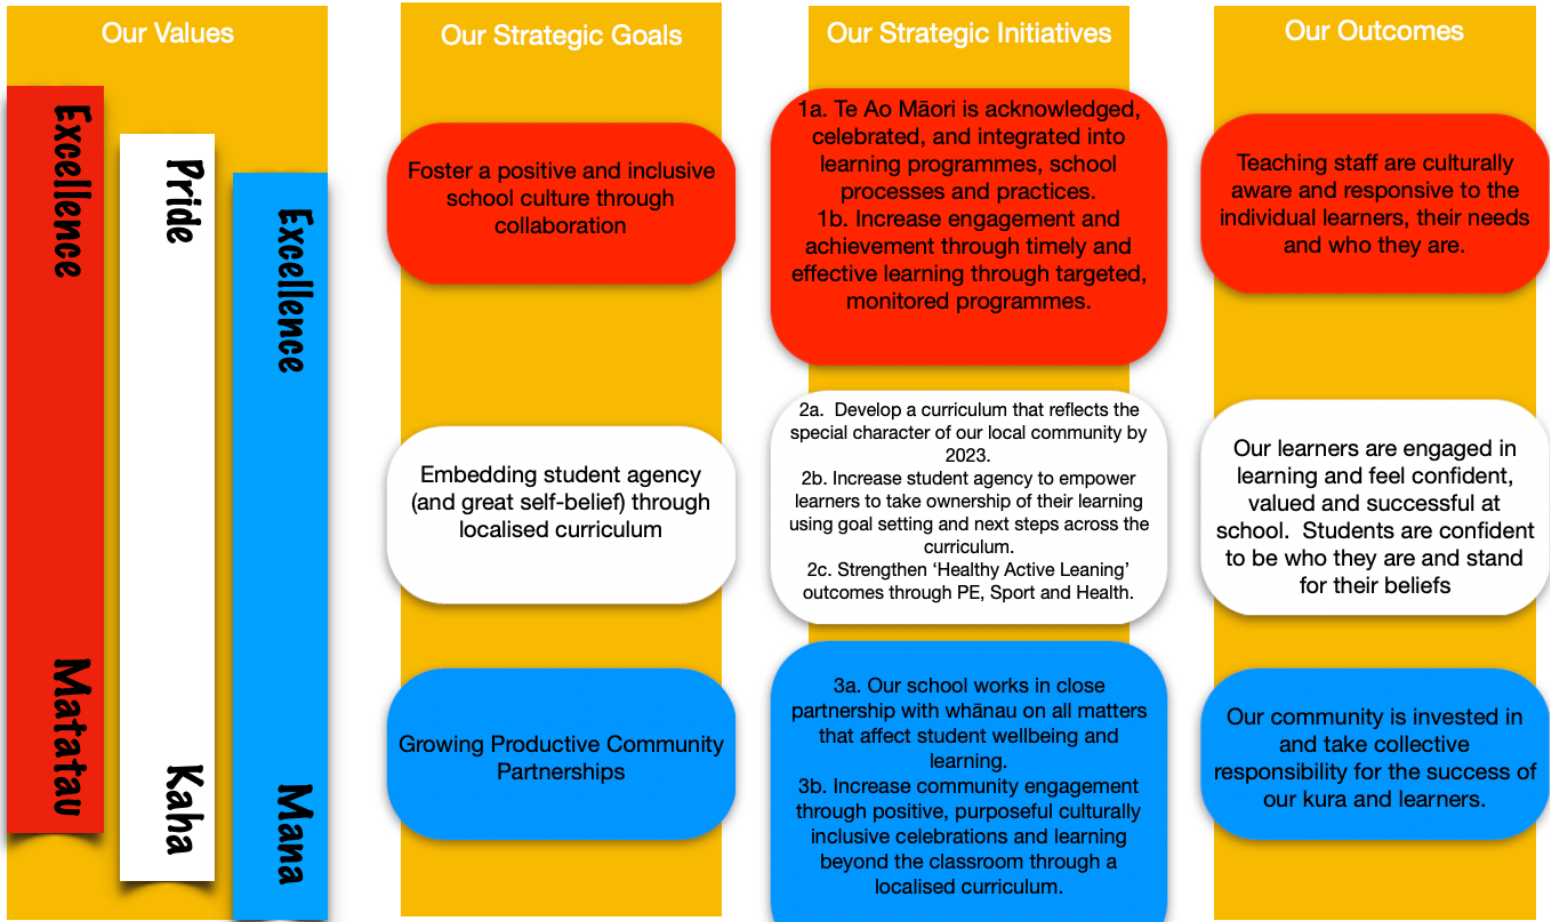 Our Values
Excellence
Matatau
Pride
Kaha
Excellence
Mana
Our Strategic Goals
Foster a positive and inclusive
school culture through
collaboration
Embedding student agency
(and great self-belief) through
localised curriculum
Growing Productive Community
Partnerships
Our Strategic Initiatives
1a. Te Ao Māori is acknowledged,
celebrated, and integrated into
learning programmes, school
processes and practices.
1b. Increase engagement and
achievement through timely and
effective learning through targeted,
monitored programmes.
2a.  Develop a curriculum that reflects the
special character of our local community by
2023.
2b. Increase student agency to empower
learners to take ownership of their learning
using goal setting and next steps across the
curriculum.
2c. Strengthen ‘Healthy Active Leaning’
outcomes through PE, Sport and Health.
3a. Our school works in close
partnership with whānau on all matters
that affect student wellbeing and
learning.
3b. Increase community engagement
through positive, purposeful culturally
inclusive celebrations and learning
beyond the classroom through a
localised curriculum.
Our Outcomes
Teaching staff are culturally
aware and responsive to the
individual learners, their needs
and who they are.
Our learners are engaged in
learning and feel confident,
valued and successful at
school.  Students are confident
to be who they are and stand
for their beliefs
Our community is invested in
and take collective
responsibility for the success of
our kura and learners.